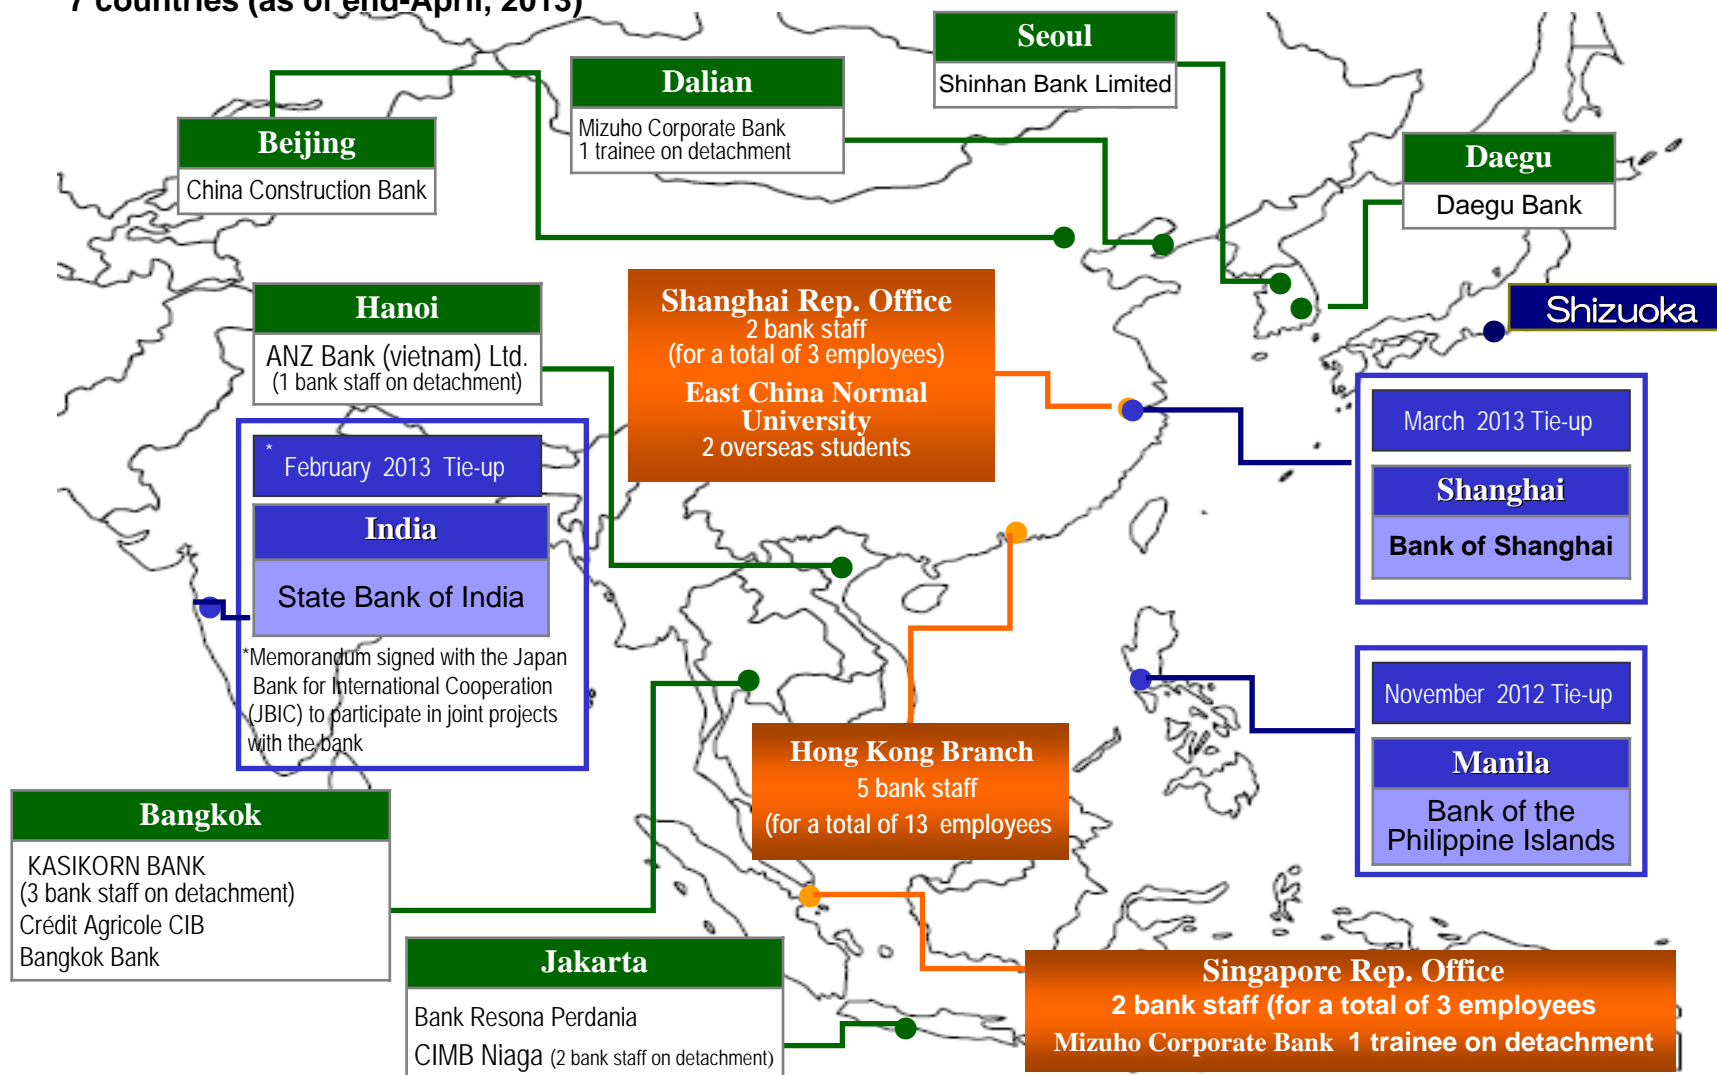 7 countries (as of end-April, 2013)
Seoul
Shinhan Bank Limited
Dalian
Mizuho Corporate Bank
1 trainee on detachment
Beijing
China Construction Bank
Daegu
Daegu Bank
Shizuoka
Hanoi
ANZ Bank (vietnam) Ltd.
(1 bank staff on detachment)
Shanghai Rep. Office
2 bank staff
(for a total of 3 employees)
East China Normal
University
2 overseas students
March 2013 Tie-up
Shanghai
Bank of Shanghai
* February 2013 Tie-up
India
State Bank of India
*Memorandum signed with the Japan
Bank for International Cooperation
(JBIC) to participate in joint projects
with the bank
November 2012 Tie-up
Manila
Bank of the
Philippine Islands
Hong Kong Branch
5 bank staff
(for a total of 13 employees
Bangkok
KASIKORN BANK
(3 bank staff on detachment)
Crédit Agricole CIB
Bangkok Bank
Jakarta
Bank Resona Perdania
CIMB Niaga (2 bank staff on detachment)
Singapore Rep. Office
2 bank staff (for a total of 3 employees
Mizuho Corporate Bank 1 trainee on detachment